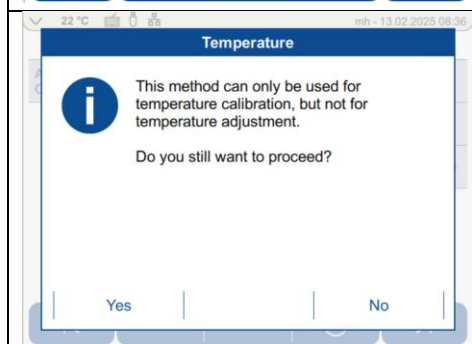 22 °C
mh - 13.02.2025 08:36
Temperature
This method can only be used for
temperature calibration, but not for
temperature adjustment.
Do you still want to proceed?
Yes
No